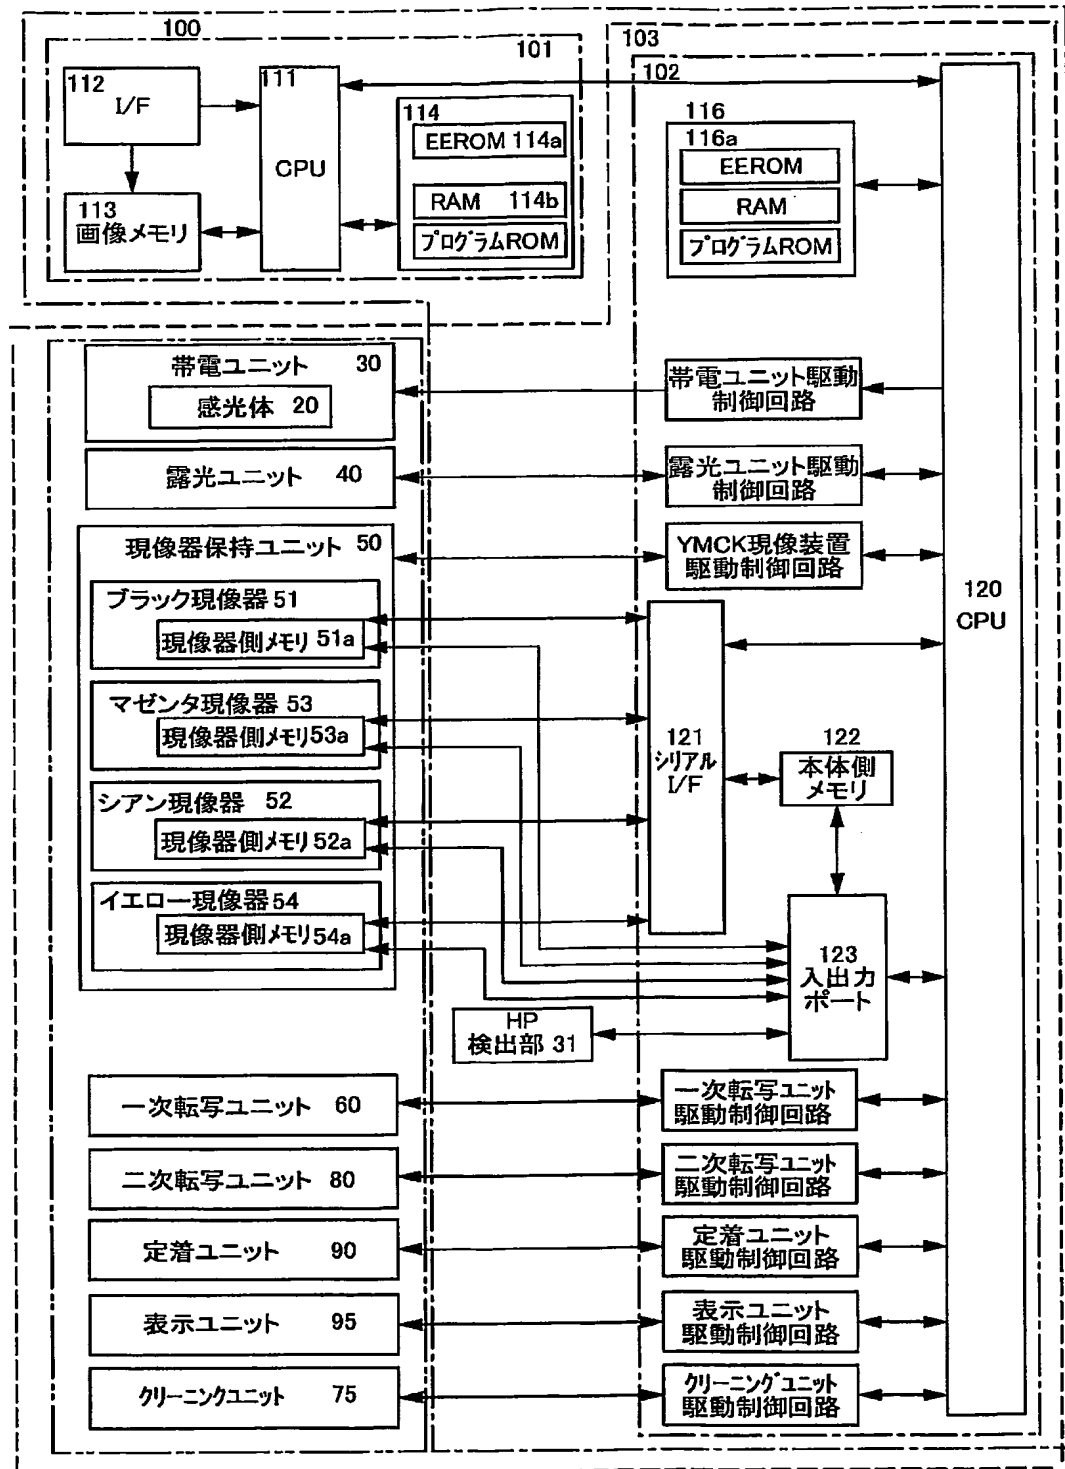 100
101
103
102
112
I/F
111
CPU
114
EEROM 114a
RAM 114b
プログラムROM
113
画像メモリ
116
116a
EEROM
RAM
プログラムROM
帯電ユニット 30
感光体 20
帯電ユニット駆動
制御回路
露光ユニット 40
露光ユニット駆動
制御回路
現像器保持ユニット 50
YMCK現像装置
駆動制御回路
120
CPU
ブラック現像器 51
現像器側メモリ 51a
マゼンタ現像器 53
現像器側メモリ 53a
シアン現像器 52
現像器側メモリ 52a
イエロー現像器 54
現像器側メモリ 54a
121
シリアル
I/F
122
本体側
メモリ
123
入出力
ポート
HP
検出部 31
一次転写ユニット 60
一次転写ユニット
駆動制御回路
二次転写ユニット 80
二次転写ユニット
駆動制御回路
定着ユニット 90
定着ユニット
駆動制御回路
表示ユニット 95
表示ユニット
駆動制御回路
クリーニングユニット 75
クリーニングユニット
駆動制御回路